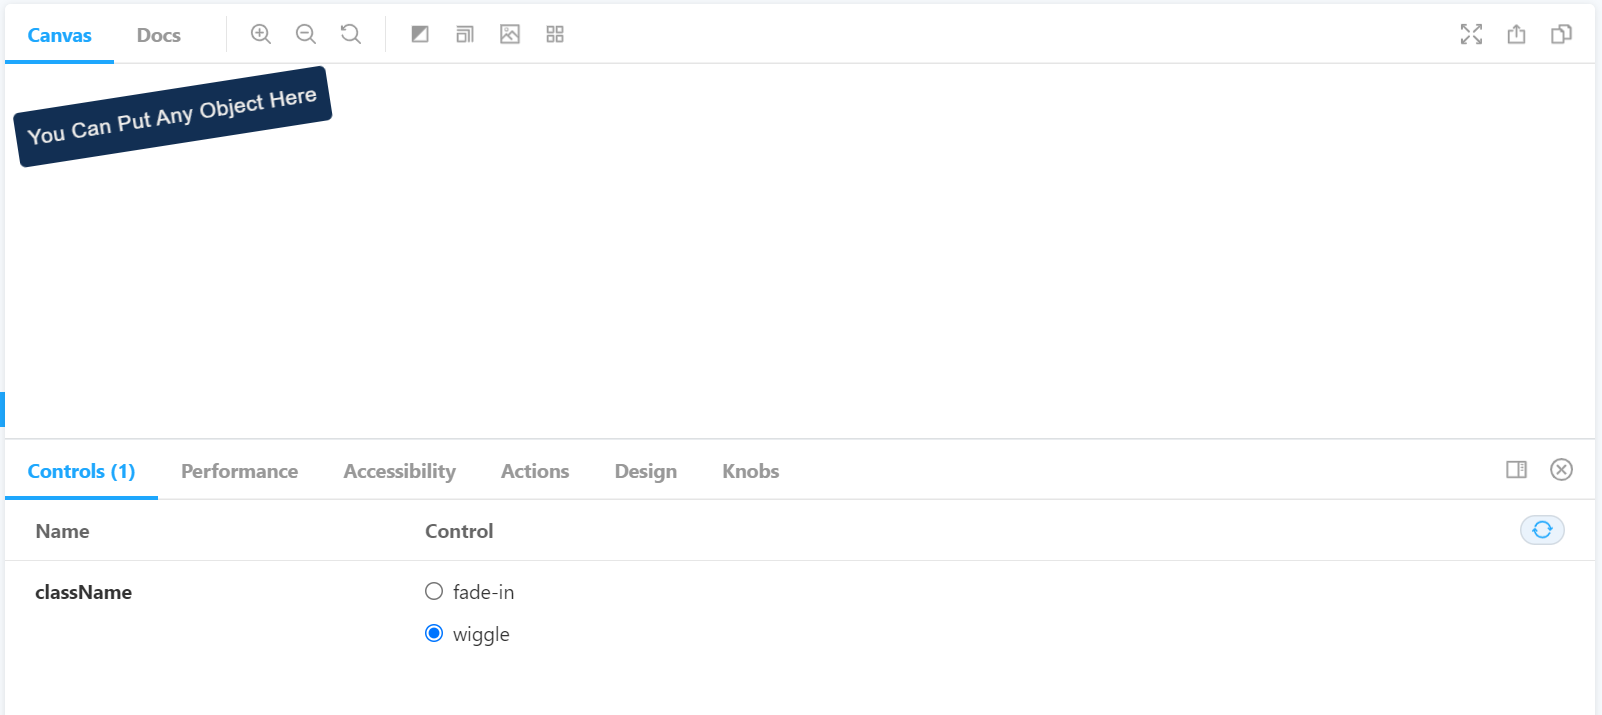 Canvas Docs
You Can Put Any Object Here
Controls (1) Performance Accessibility Actions Design Knobs
Name Control
className fade-in
wiggle